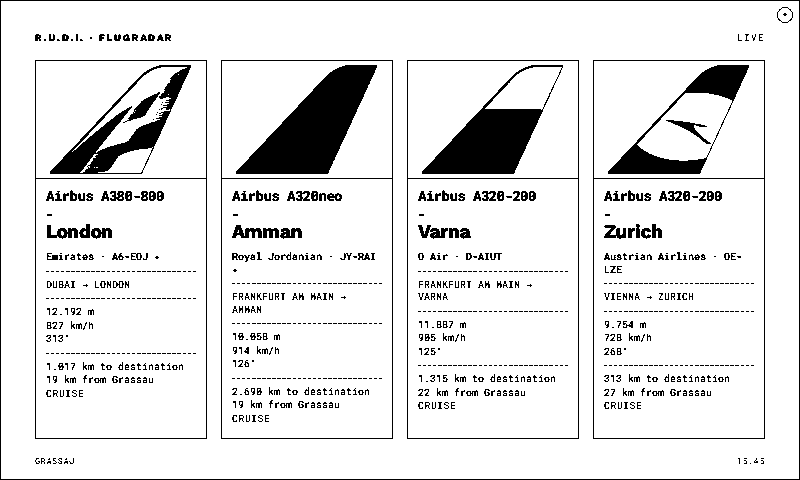 R.U.D.I. · FLUGRADAR
LIVE
Airbus A380-800
-
London
Emirates · A6-EOJ ✦
DUBAI → LONDON
12.192 m
827 km/h
313°
1.017 km to destination
19 km from Grassau
CRUISE
Airbus A320neo
-
Amman
Royal Jordanian · JY-RAI
✦
FRANKFURT AM MAIN →
AMMAN
10.058 m
914 km/h
126°
2.690 km to destination
19 km from Grassau
CRUISE
Airbus A320-200
-
Varna
O Air · D-AIUT
FRANKFURT AM MAIN →
VARNA
11.887 m
905 km/h
125°
1.315 km to destination
22 km from Grassau
CRUISE
Airbus A320-200
-
Zurich
Austrian Airlines · OE-
LZE
VIENNA → ZURICH
9.754 m
728 km/h
268°
313 km to destination
27 km from Grassau
CRUISE
GRASSAU
15.45